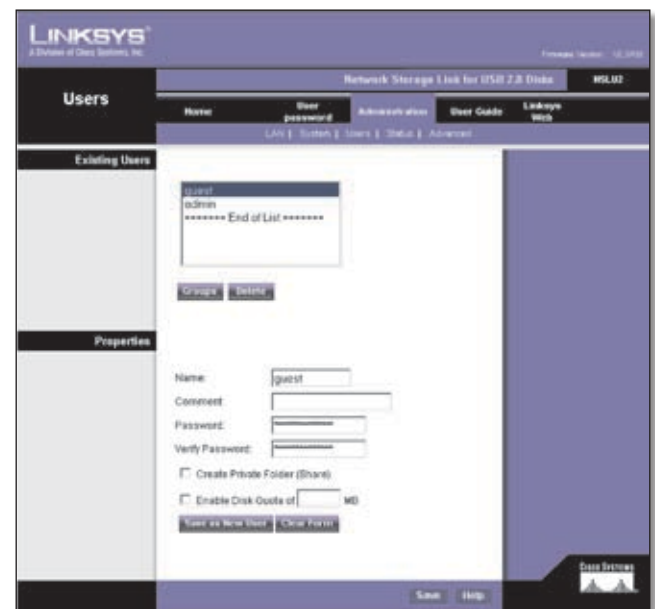 LINKSYS®
A Division of Cisco Systems, Inc.
Firmware Version:
Network Storage Link for USB 2.0 Disks
NSLU2
Users
Home
User password
Administration
User Guide
Linksys Web
LAN | System | Users | Status | Advanced
Existing Users
guest
admin
======= End of List =======
Groups Delete
Properties
Name: guest
Comment:
Password:
Verify Password:
Create Private Folder (Share)
Enable Disk Quota of MB
Save as New User Clear Form
Save Help
CISCO SYSTEMS